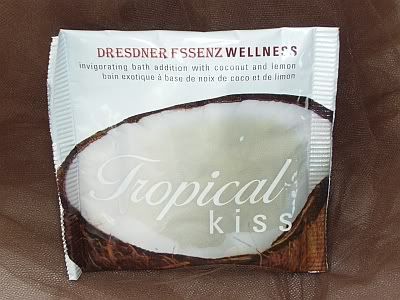 DRESDNER ESSENZ WELLNESS
invigorating bath addition with coconut and lemon
bain exotique à base de noix de coco et de limon
Tropical
kiss